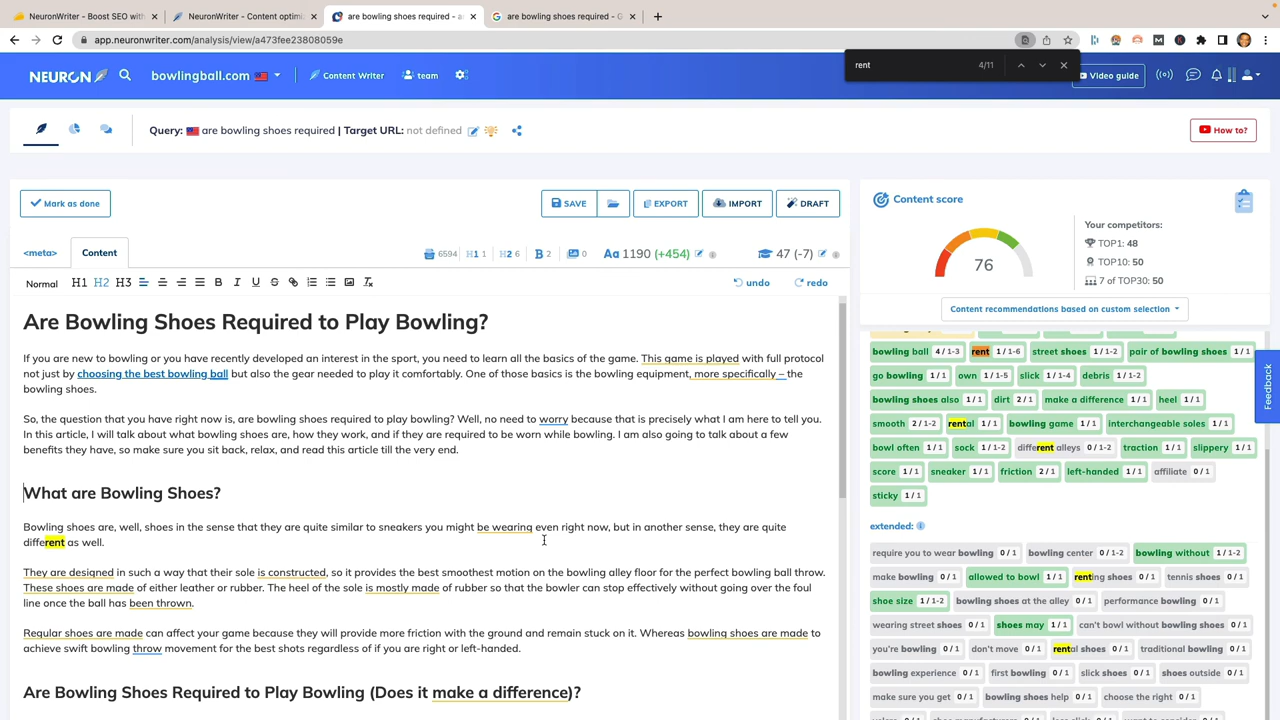 NeuronWriter - Boost SEO with
NeuronWriter - Content optimi
are bowling shoes required - a
are bowling shoes required - G
app.neuronwriter.com/analysis/view/a473fee23808059e
rent 4/11
NEURON bowlingball.com Content Writer team Video guide
Query: are bowling shoes required | Target URL: not defined How to?
Mark as done SAVE EXPORT IMPORT DRAFT
<meta> Content 6594 H1 1 H2 6 B 2 0 Aa 1190 (+454) 47 (-7)
Normal H1 H2 H3 B I U S undo redo
Are Bowling Shoes Required to Play Bowling?
If you are new to bowling or you have recently developed an interest in the sport, you need to learn all the basics of the game. This game is played with full protocol
not just by choosing the best bowling ball but also the gear needed to play it comfortably. One of those basics is the bowling equipment, more specifically – the
bowling shoes.
So, the question that you have right now is, are bowling shoes required to play bowling? Well, no need to worry because that is precisely what I am here to tell you.
In this article, I will talk about what bowling shoes are, how they work, and if they are required to be worn while bowling. I am also going to talk about a few
benefits they have, so make sure you sit back, relax, and read this article till the very end.
What are Bowling Shoes?
Bowling shoes are, well, shoes in the sense that they are quite similar to sneakers you might be wearing even right now, but in another sense, they are quite
different as well.
They are designed in such a way that their sole is constructed, so it provides the best smoothest motion on the bowling alley floor for the perfect bowling ball throw.
These shoes are made of either leather or rubber. The heel of the sole is mostly made of rubber so that the bowler can stop effectively without going over the foul
line once the ball has been thrown.
Regular shoes are made can affect your game because they will provide more friction with the ground and remain stuck on it. Whereas bowling shoes are made to
achieve swift bowling throw movement for the best shots regardless of if you are right or left-handed.
Are Bowling Shoes Required to Play Bowling (Does it make a difference)?
Content score
76
Your competitors:
TOP1: 48
TOP10: 50
7 of TOP30: 50
Content recommendations based on custom selection
bowling ball 4 / 1-3 rent 1 / 1-6 street shoes 1 / 1-2 pair of bowling shoes 1 / 1
go bowling 1 / 1 own 1 / 1-5 slick 1 / 1-4 debris 1 / 1-2
bowling shoes also 1 / 1 dirt 2 / 1 make a difference 1 / 1 heel 1 / 1
smooth 2 / 1-2 rental 1 / 1 bowling game 1 / 1 interchangeable soles 1 / 1
bowl often 1 / 1 sock 1 / 1-2 different alleys 0 / 1-2 traction 1 / 1 slippery 1 / 1
score 1 / 1 sneaker 1 / 1 friction 2 / 1 left-handed 1 / 1 affiliate 0 / 1
sticky 1 / 1
extended:
require you to wear bowling 0 / 1 bowling center 0 / 1-2 bowling without 1 / 1-2
make bowling 0 / 1 allowed to bowl 1 / 1 renting shoes 0 / 1 tennis shoes 0 / 1
shoe size 1 / 1-2 bowling shoes at the alley 0 / 1 performance bowling 0 / 1
wearing street shoes 0 / 1 shoes may 1 / 1 can't bowl without bowling shoes 0 / 1
you're bowling 0 / 1 don't move 0 / 1 rental shoes 0 / 1 traditional bowling 0 / 1
bowling experience 0 / 1 first bowling 0 / 1 slick shoes 0 / 1 shoes outside 0 / 1
make sure you get 0 / 1 bowling shoes help 0 / 1 choose the right 0 / 1
Feedback